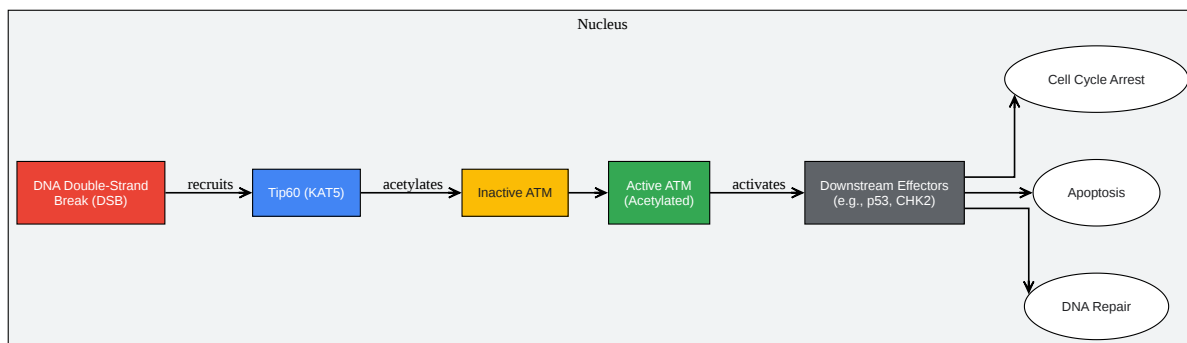 Nucleus
Cell Cycle Arrest
DNA Double-Strand
Break (DSB)
recruits
Tip60 (KAT5)
acetylates
Inactive ATM
Active ATM
(Acetylated)
activates
Downstream Effectors
(e.g., p53, CHK2)
Apoptosis
DNA Repair